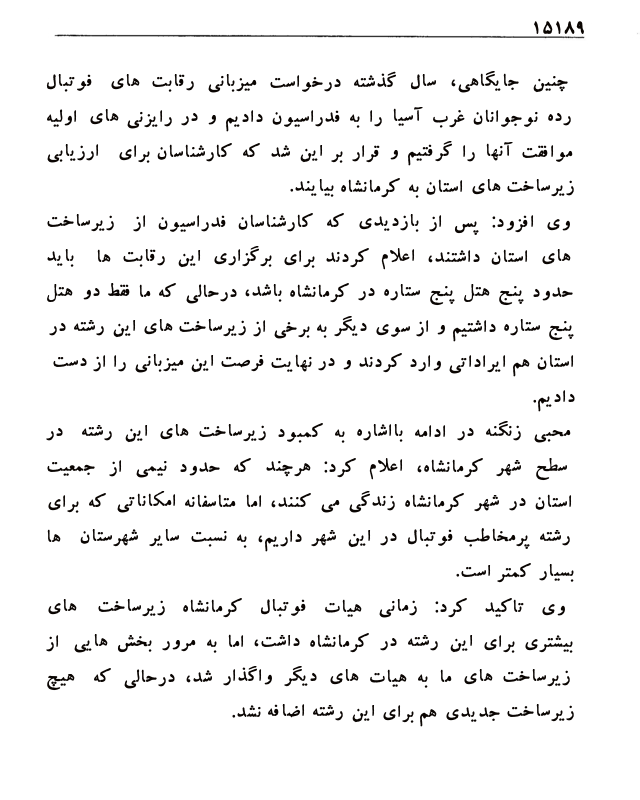 ۱۵۱۸۹
چنین جایگاهی، سال گذشته درخواست میزبانی رقابت های فوتبال
رده نوجوانان غرب آسیا را به فدراسیون دادیم و در رایزنی های اولیه
موافقت آنها را گرفتیم و قرار بر این شد که کارشناسان برای ارزیابی
زیرساخت های استان به کرمانشاه بیایند.
وی افزود: پس از بازدیدی که کارشناسان فدراسیون از زیرساخت
های استان داشتند، اعلام کردند برای برگزاری این رقابت ها باید
حدود پنج هتل پنج ستاره در کرمانشاه باشد، درحالی که ما فقط دو هتل
پنج ستاره داشتیم و از سوی دیگر به برخی از زیرساخت های این رشته در
استان هم ایراداتی وارد کردند و در نهایت فرصت این میزبانی را از دست
دادیم.
محبی زنگنه در ادامه بااشاره به کمبود زیرساخت های این رشته در
سطح شهر کرمانشاه، اعلام کرد: هرچند که حدود نیمی از جمعیت
استان در شهر کرمانشاه زندگی می کنند، اما متاسفانه امکاناتی که برای
رشته پرمخاطب فوتبال در این شهر داریم، به نسبت سایر شهرستان ها
بسیار کمتر است.
وی تاکید کرد: زمانی هیات فوتبال کرمانشاه زیرساخت های
بیشتری برای این رشته در کرمانشاه داشت، اما به مرور بخش هایی از
زیرساخت های ما به هیات های دیگر واگذار شد، درحالی که هیچ
زیرساخت جدیدی هم برای این رشته اضافه نشد.